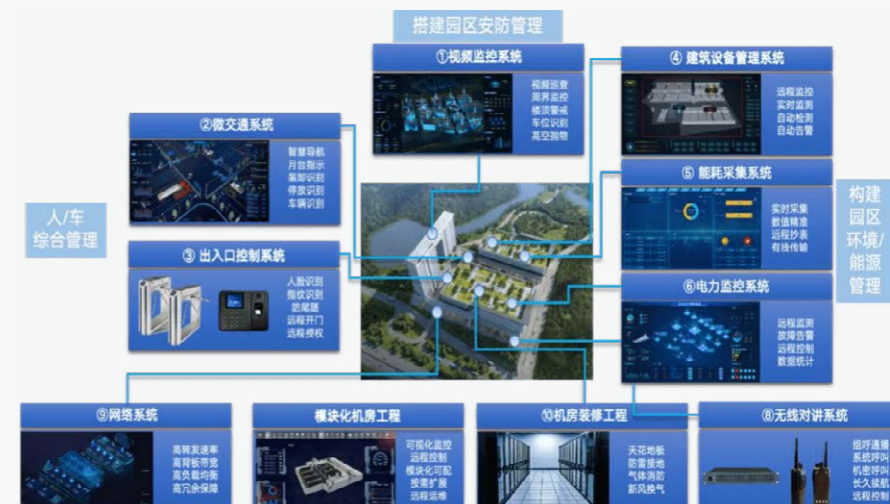 搭建园区安防管理
①视频监控系统
视频巡查
周界监控
楼顶警戒
车位识别
高空抛物
④ 建筑设备管理系统
远程监控
实时监测
自动检测
自动告警
②微交通系统
智慧导航
月台指示
装卸识别
停放识别
车辆识别
⑤ 能耗采集系统
实时采集
数值精准
远程抄表
有线传输
人/车
综合管理
构建
园区
环境/
能源
管理
③ 出入口控制系统
人脸识别
指纹识别
防尾随
远程开门
远程授权
⑥电力监控系统
远程监测
故障告警
远程控制
数据统计
⑨网络系统
高转发速率
高背板带宽
高负载均衡
高冗余保障
模块化机房工程
可视化监控
远程控制
模块化可配
按需扩展
远程运维
⑩机房装修工程
天花地板
防雷接地
气体消防
新风换气
⑧无线对讲系统
组呼通播
系统呼叫
机密呼叫
长久续航
远程控制